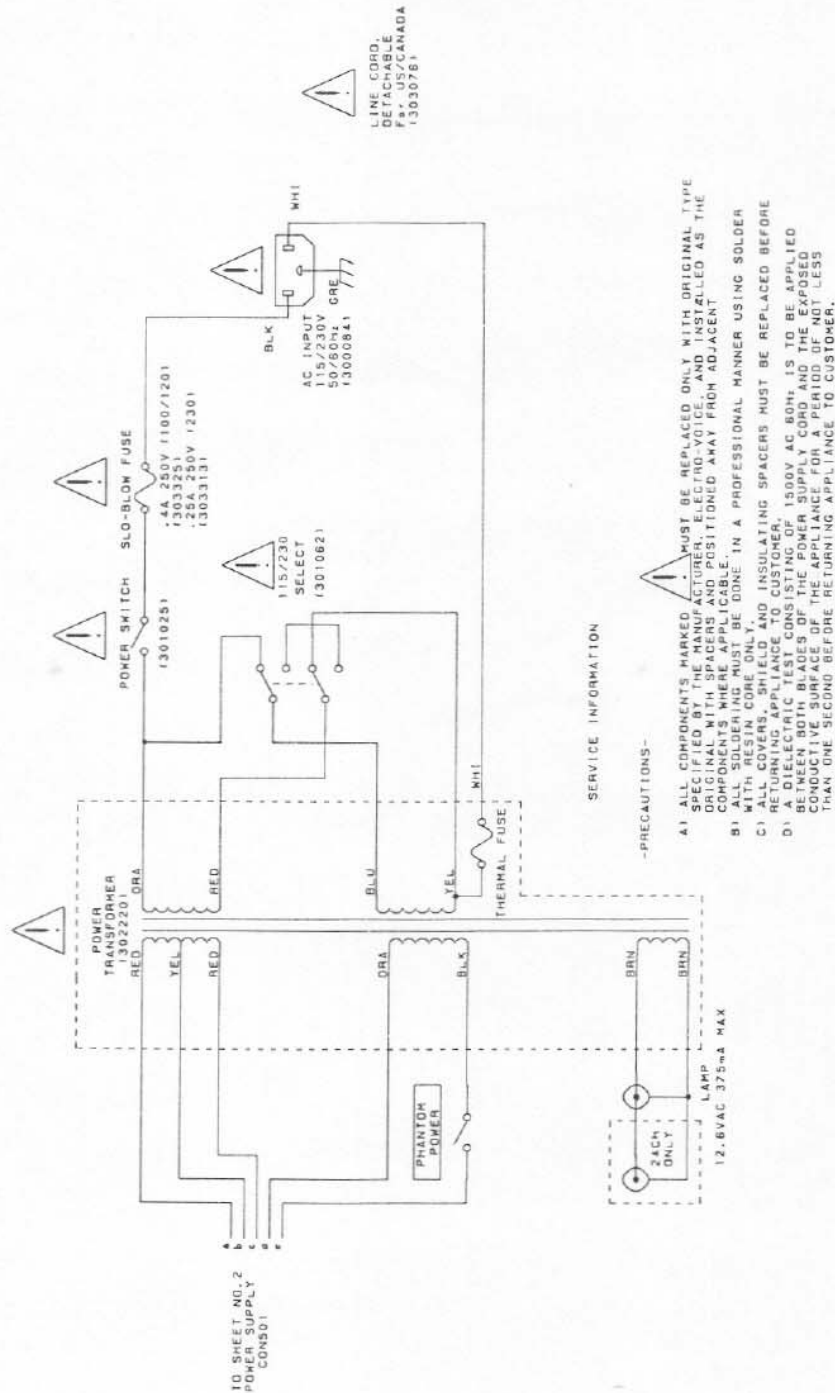 POWER
TRANSFORMER
(302220)
RED
YEL
RED
ORA
BLK
BRN
BRN
ORA
RED
BLU
YEL
THERMAL FUSE
WHI
POWER SWITCH
(301025)
SLO-BLOW FUSE
.4A 250V (100/120)
(303325)
.25A 250V (230)
(303313)
115/230
SELECT
(301062)
BLK
WHI
GRE
AC INPUT
115/230V
50/60Hz
(300084)
LINE CORD,
DETACHABLE
For US/CANADA
(303076)
TO SHEET NO.2
POWER SUPPLY
CON501
a
b
c
d
e
PHANTOM
POWER
24CH
ONLY
LAMP
12.6VAC 375mA MAX
SERVICE INFORMATION
-PRECAUTIONS-
A) ALL COMPONENTS MARKED MUST BE REPLACED ONLY WITH ORIGINAL TYPE
SPECIFIED BY THE MANUFACTURER, ELECTRO-VOICE, AND INSTALLED AS THE
ORIGINAL WITH SPACERS AND POSITIONED AWAY FROM ADJACENT
COMPONENTS WHERE APPLICABLE.
B) ALL SOLDERING MUST BE DONE IN A PROFESSIONAL MANNER USING SOLDER
WITH RESIN CORE ONLY.
C) ALL COVERS, SHIELD AND INSULATING SPACERS MUST BE REPLACED BEFORE
RETURNING APPLIANCE TO CUSTOMER.
D) A DIELECTRIC TEST CONSISTING OF 1500V AC 60Hz IS TO BE APPLIED
BETWEEN BOTH BLADES OF THE POWER SUPPLY CORD AND THE EXPOSED
CONDUCTIVE SURFACE OF THE APPLIANCE FOR A PERIOD OF NOT LESS
THAN ONE SECOND BEFORE RETURNING APPLIANCE TO CUSTOMER.